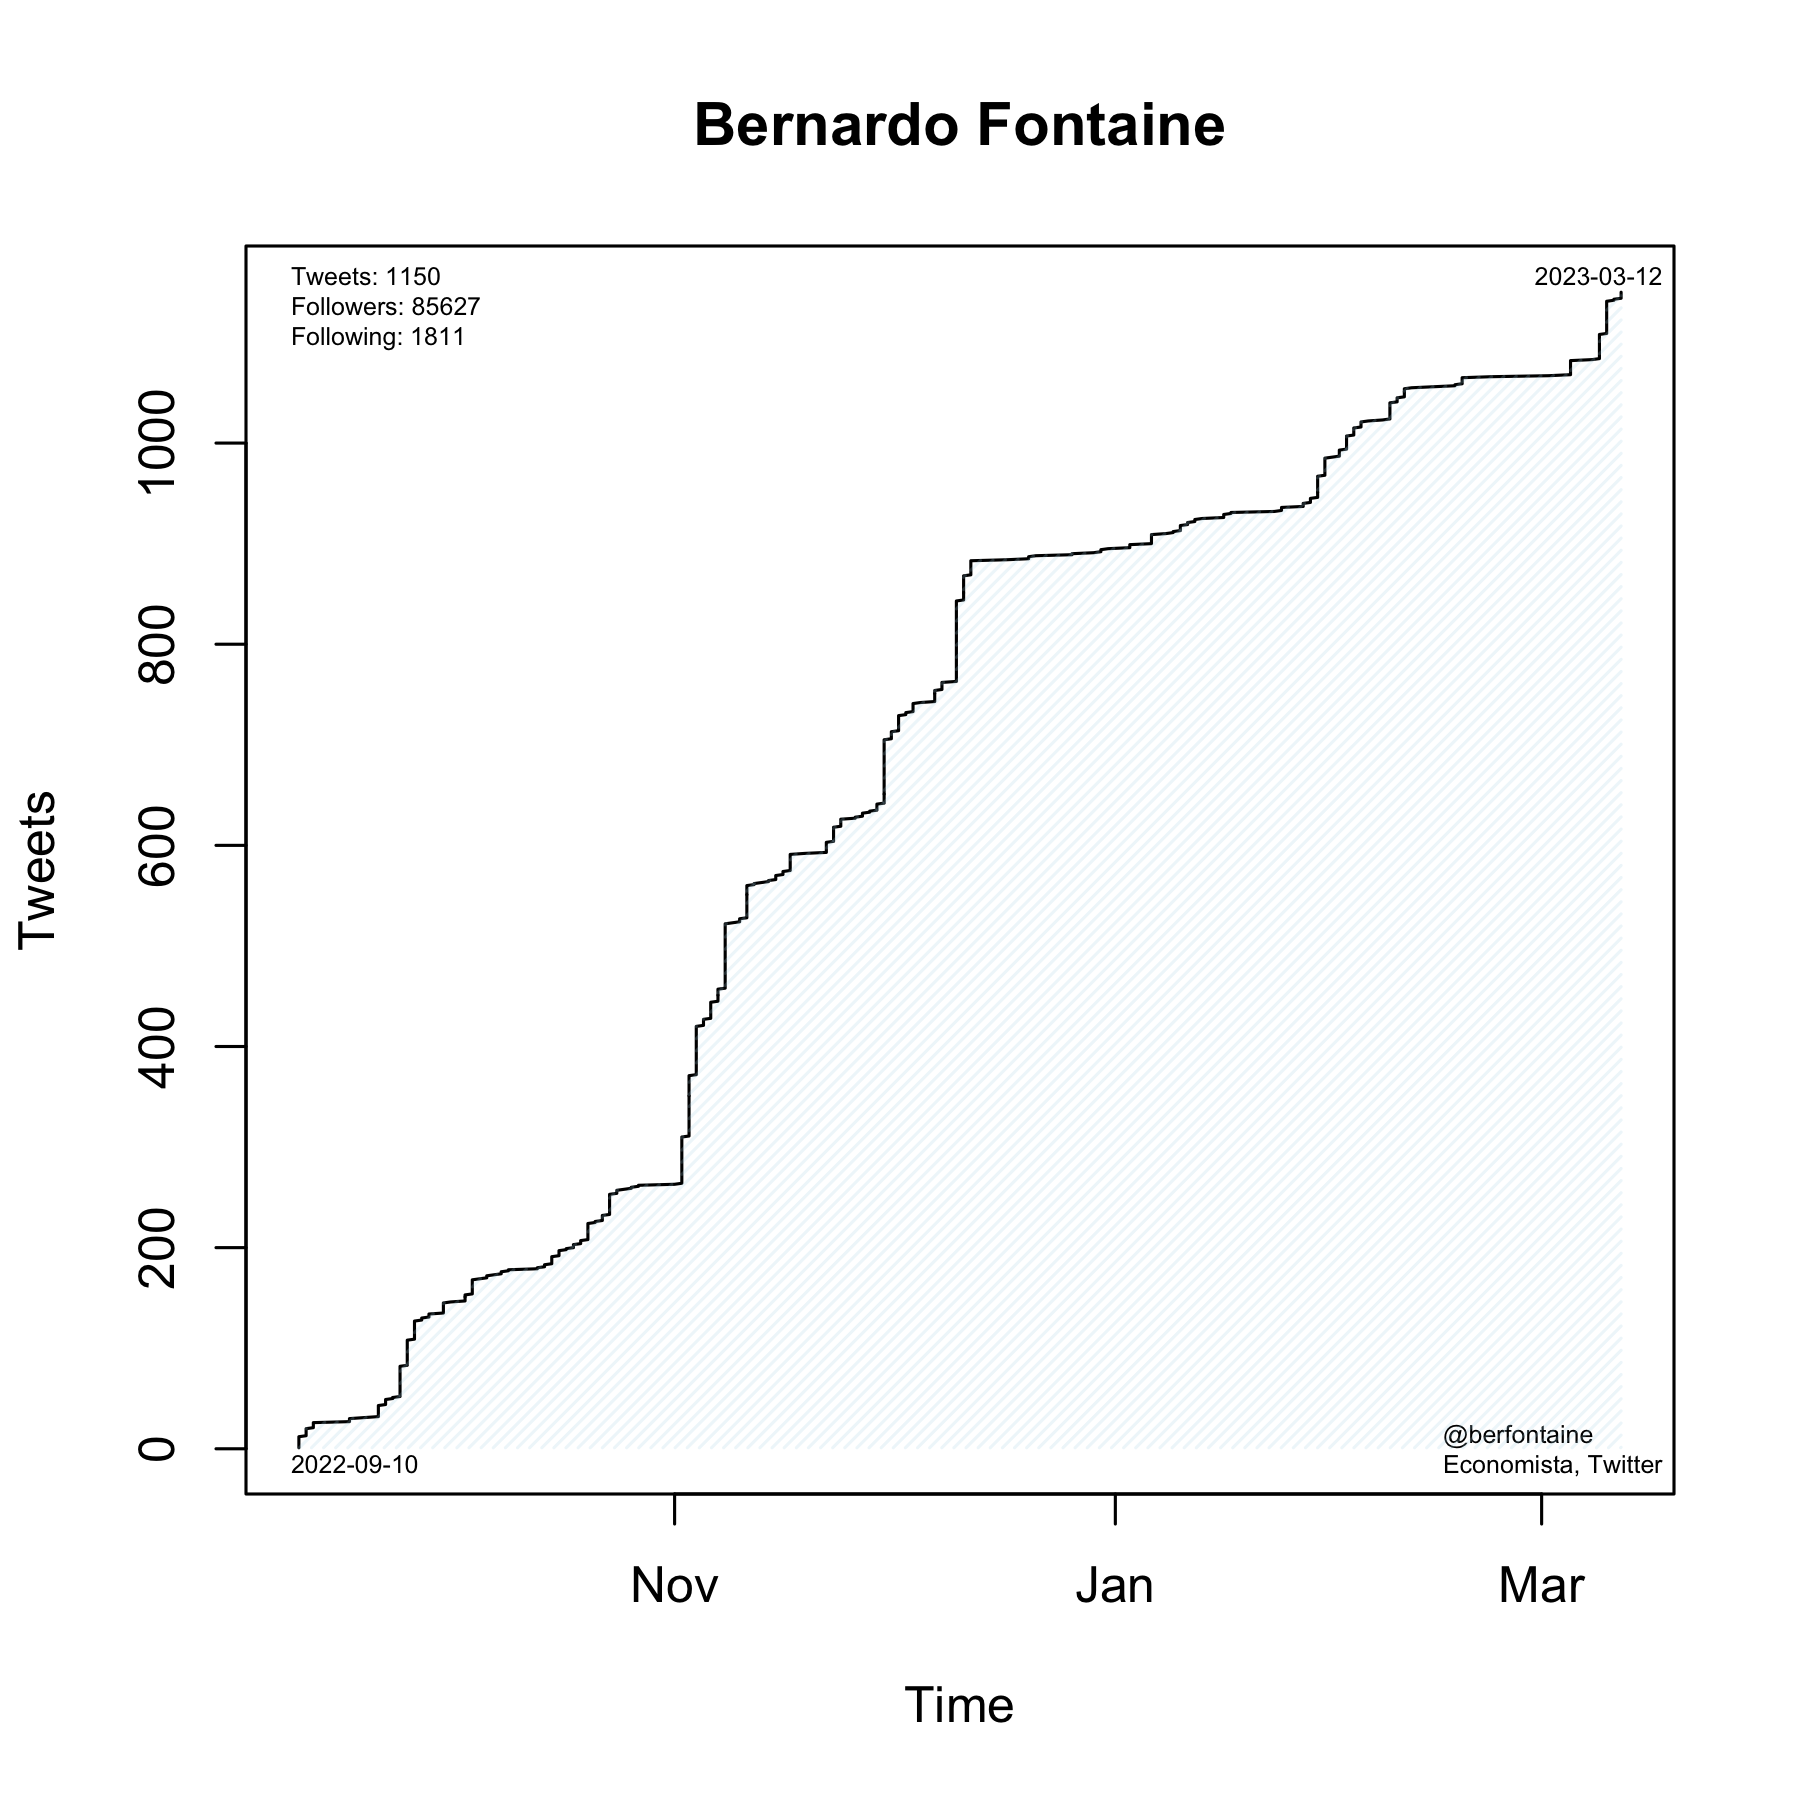 Bernardo Fontaine
Tweets: 1150
Followers: 85627
Following: 1811
2023-03-12
1000
800
600
400
200
0
Tweets
2022-09-10
@berfontaine
Economista, Twitter
Nov
Jan
Mar
Time